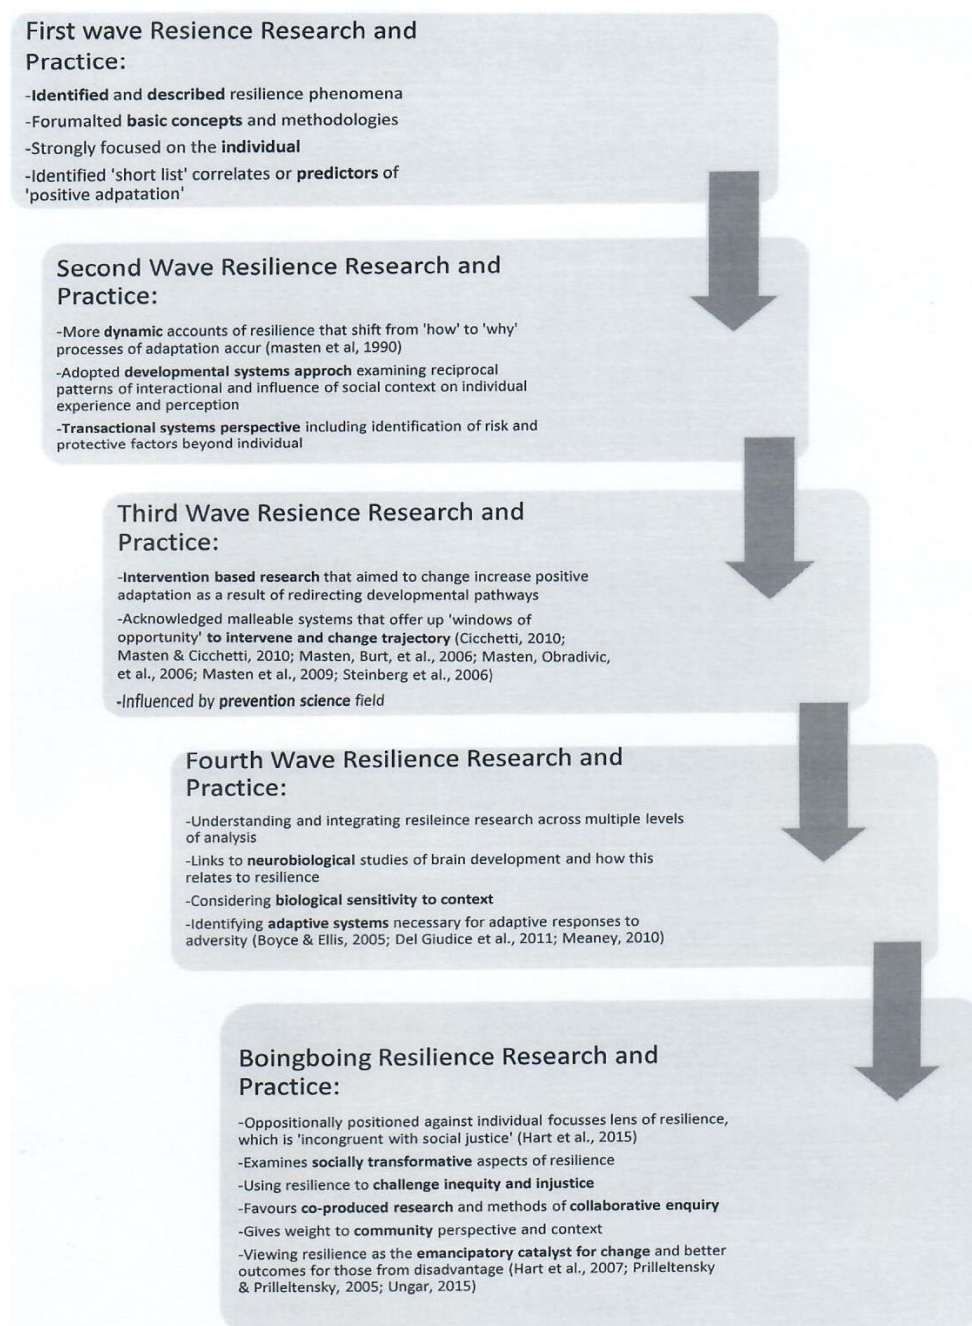 First wave Resience Research and
Practice:
-Identified and described resilience phenomena
-Forumalted basic concepts and methodologies
-Strongly focused on the individual
-Identified 'short list' correlates or predictors of
'positive adpatation'
Second Wave Resilience Research and
Practice:
-More dynamic accounts of resilience that shift from 'how' to 'why'
processes of adaptation accur (masten et al, 1990)
-Adopted developmental systems approch examining reciprocal
patterns of interactional and influence of social context on individual
experience and perception
-Transactional systems perspective including identification of risk and
protective factors beyond individual
Third Wave Resience Research and
Practice:
-Intervention based research that aimed to change increase positive
adaptation as a result of redirecting developmental pathways
-Acknowledged malleable systems that offer up 'windows of
opportunity' to intervene and change trajectory (Cicchetti, 2010;
Masten & Cicchetti, 2010; Masten, Burt, et al., 2006; Masten, Obradivic,
et al., 2006; Masten et al., 2009; Steinberg et al., 2006)
-Influenced by prevention science field
Fourth Wave Resilience Research and
Practice:
-Understanding and integrating resileince research across multiple levels
of analysis
-Links to neurobiological studies of brain development and how this
relates to resilience
-Considering biological sensitivity to context
-Identifying adaptive systems necessary for adaptive responses to
adversity (Boyce & Ellis, 2005; Del Giudice et al., 2011; Meaney, 2010)
Boingboing Resilience Research and
Practice:
-Oppositionally positioned against individual focusses lens of resilience,
which is 'incongruent with social justice' (Hart et al., 2015)
-Examines socially transformative aspects of resilience
-Using resilience to challenge inequity and injustice
-Favours co-produced research and methods of collaborative enquiry
-Gives weight to community perspective and context
-Viewing resilience as the emancipatory catalyst for change and better
outcomes for those from disadvantage (Hart et al., 2007; Prilleltensky
& Prilleltensky, 2005; Ungar, 2015)